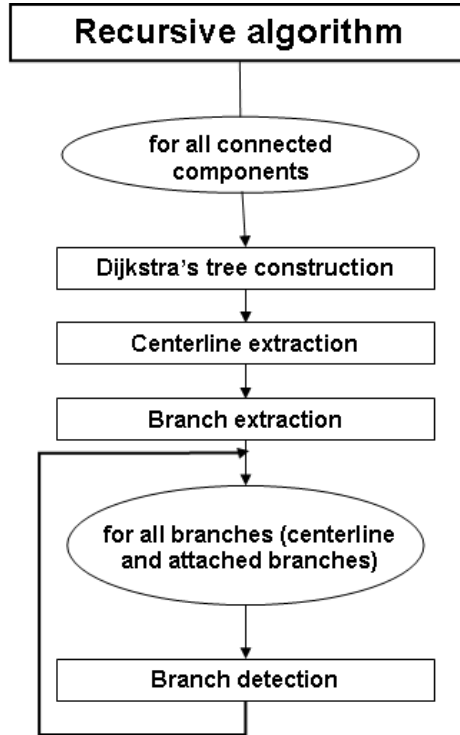 Recursive algorithm
for all connected
components
Dijkstra's tree construction
Centerline extraction
Branch extraction
for all branches (centerline
and attached branches)
Branch detection